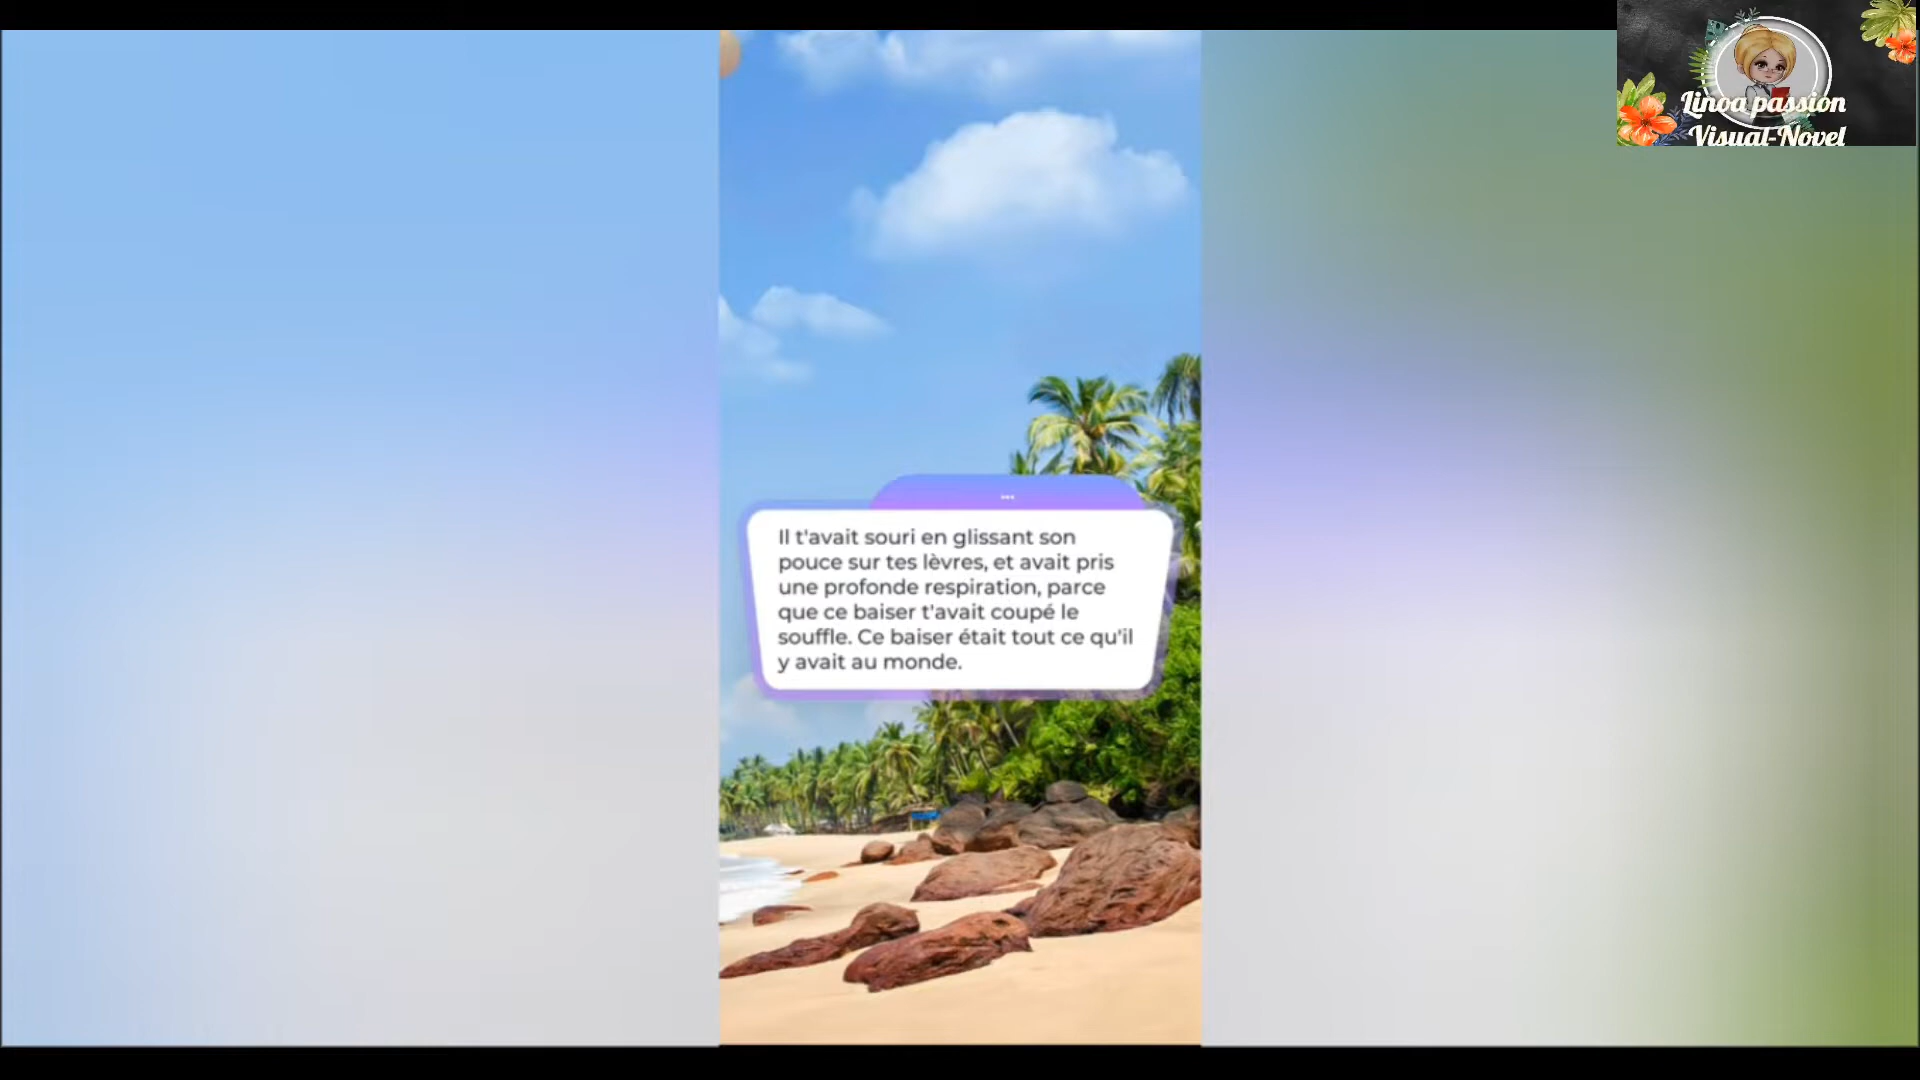 Linoa passion
Visual-Novel
...
Il t'avait souri en glissant son
pouce sur tes lèvres, et avait pris
une profonde respiration, parce
que ce baiser t'avait coupé le
souffle. Ce baiser était tout ce qu'il
y avait au monde.